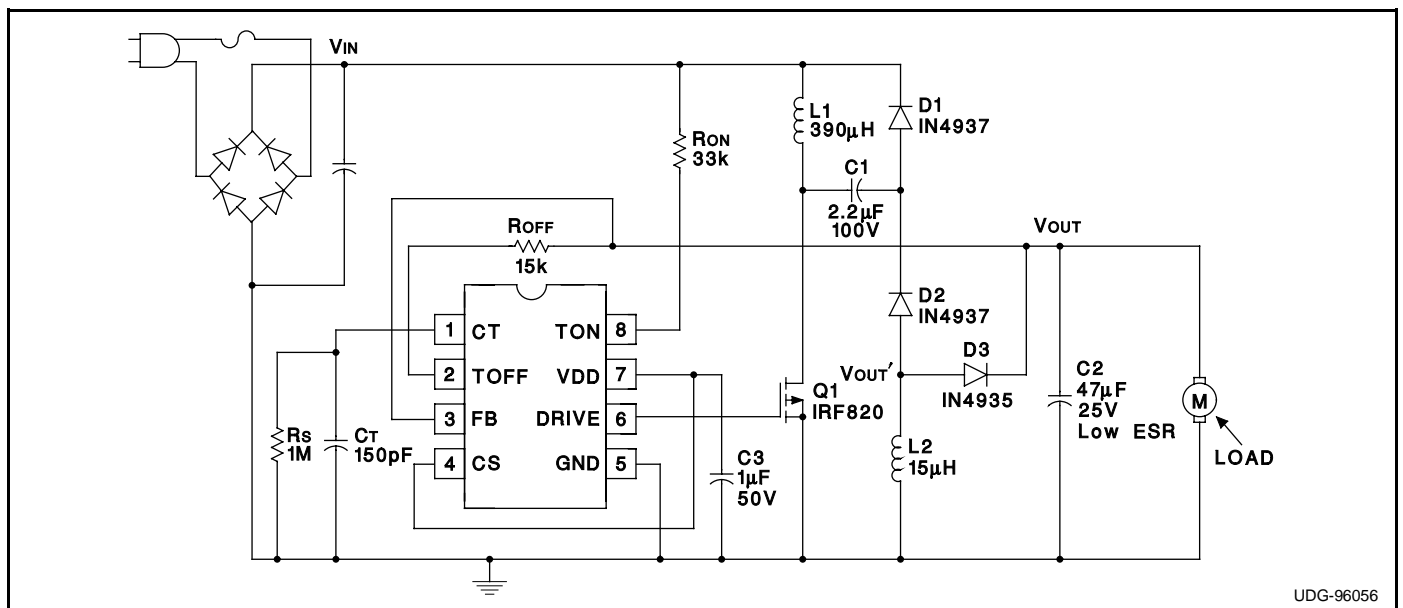 VIN
RON
33k
L1
390µH
D1
IN4937
C1
2.2µF
100V
ROFF
15k
VOUT
D2
IN4937
1 CT
TON 8
2 TOFF
VDD 7
3 FB
DRIVE 6
4 CS
GND 5
RS
1M
CT
150pF
C3
1µF
50V
Q1
IRF820
VOUT'
D3
IN4935
L2
15µH
C2
47µF
25V
Low ESR
M
LOAD
UDG-96056